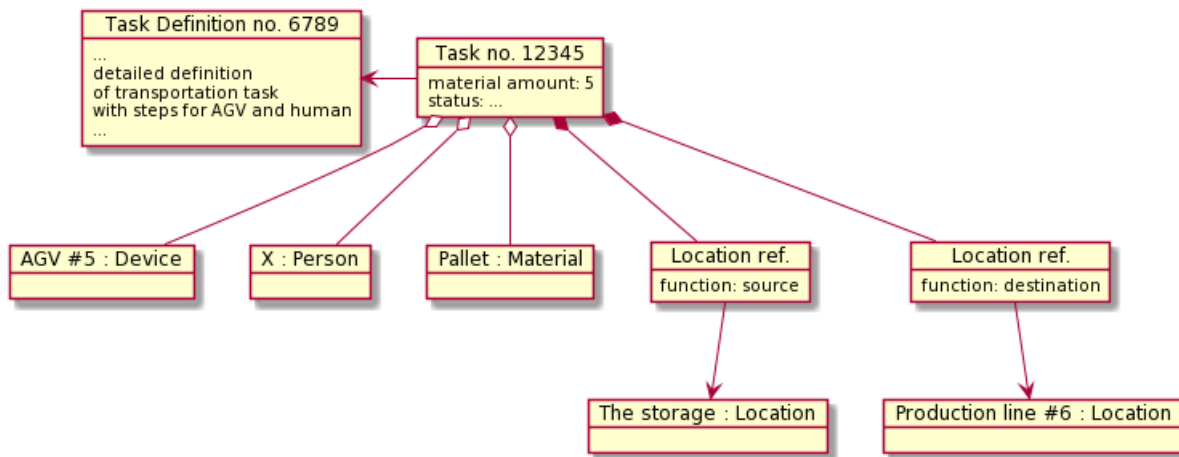 Task Definition no. 6789
...
detailed definition
of transportation task
with steps for AGV and human
...
Task no. 12345
material amount: 5
status: ...
AGV #5 : Device
X : Person
Pallet : Material
Location ref.
function: source
Location ref.
function: destination
The storage : Location
Production line #6 : Location